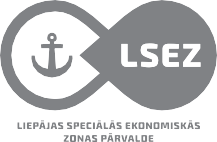 LSEZ
LIEPĀJAS SPECIĀLĀS EKONOMISKĀS
ZONAS PĀRVALDE